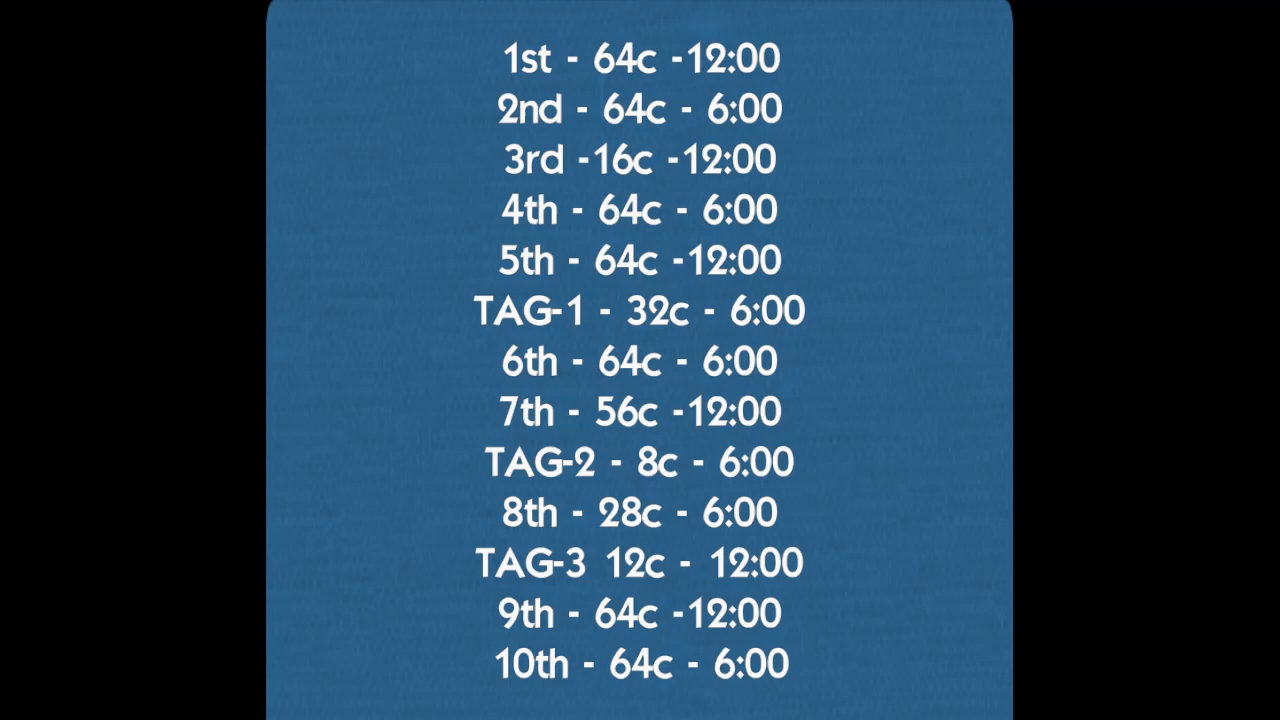 1st - 64c -12:00
2nd - 64c - 6:00
3rd -16c -12:00
4th - 64c - 6:00
5th - 64c -12:00
TAG-1 - 32c - 6:00
6th - 64c - 6:00
7th - 56c -12:00
TAG-2 - 8c - 6:00
8th - 28c - 6:00
TAG-3 12c - 12:00
9th - 64c -12:00
10th - 64c - 6:00